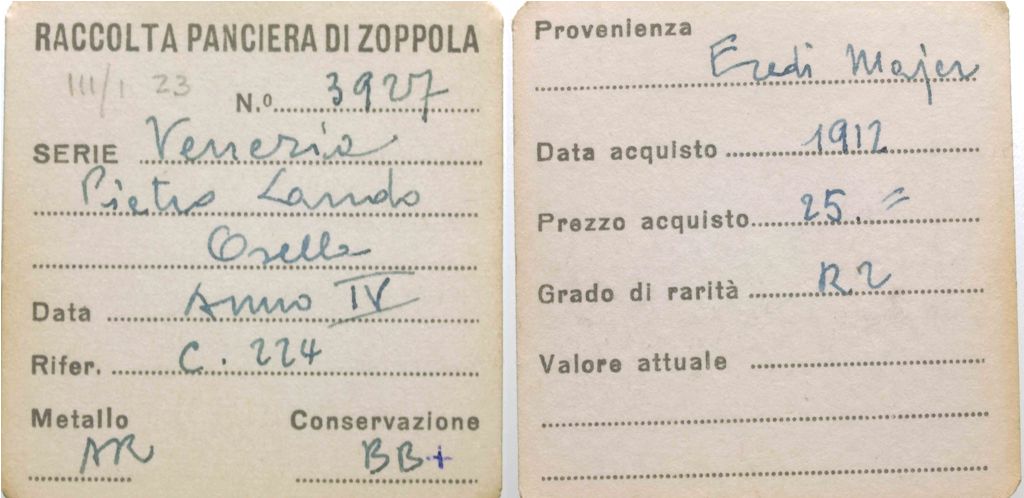 RACCOLTA PANCIERA DI ZOPPOLA
III/1 23
N.º 3927
SERIE Venezia
Pietro Lando
Osella
Data Anno IV
Rifer. C. 224
Metallo Conservazione
AR BB+
Provenienza
Eredi Majer
Data acquisto 1912
Prezzo acquisto 25. =
Grado di rarità R.2
Valore attuale